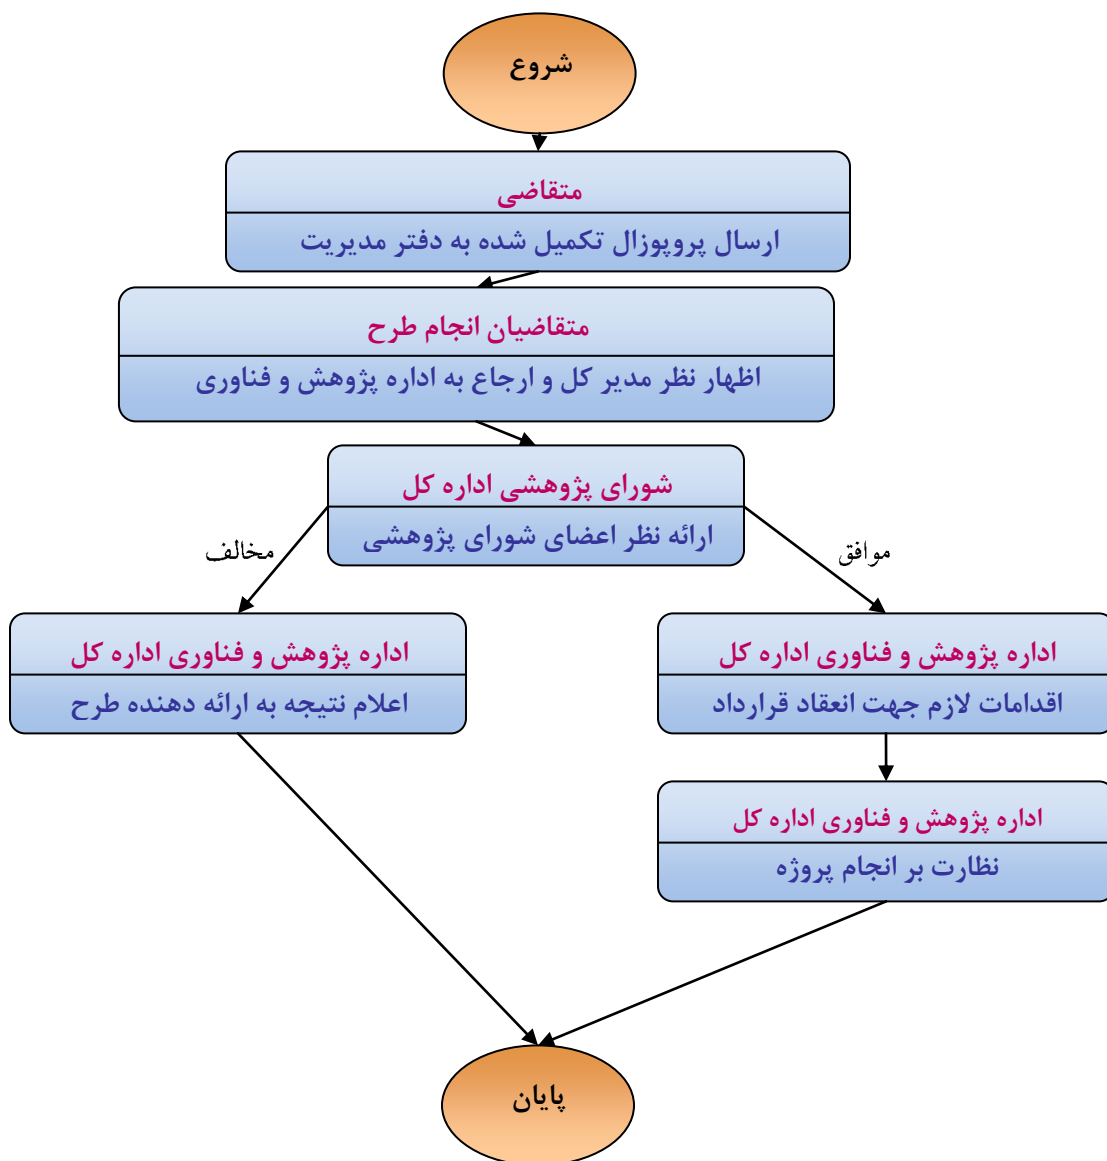 شروع
متقاضی
ارسال پروپوزال تکمیل شده به دفتر مدیریت
متقاضیان انجام طرح
اظهار نظر مدیر کل و ارجاع به اداره پژوهش و فناوری
شورای پژوهشی اداره کل
ارائه نظر اعضای شورای پژوهشی
موافق
مخالف
اداره پژوهش و فناوری اداره کل
اقدامات لازم جهت انعقاد قرارداد
اداره پژوهش و فناوری اداره کل
اعلام نتیجه به ارائه دهنده طرح
اداره پژوهش و فناوری اداره کل
نظارت بر انجام پروژه
پایان